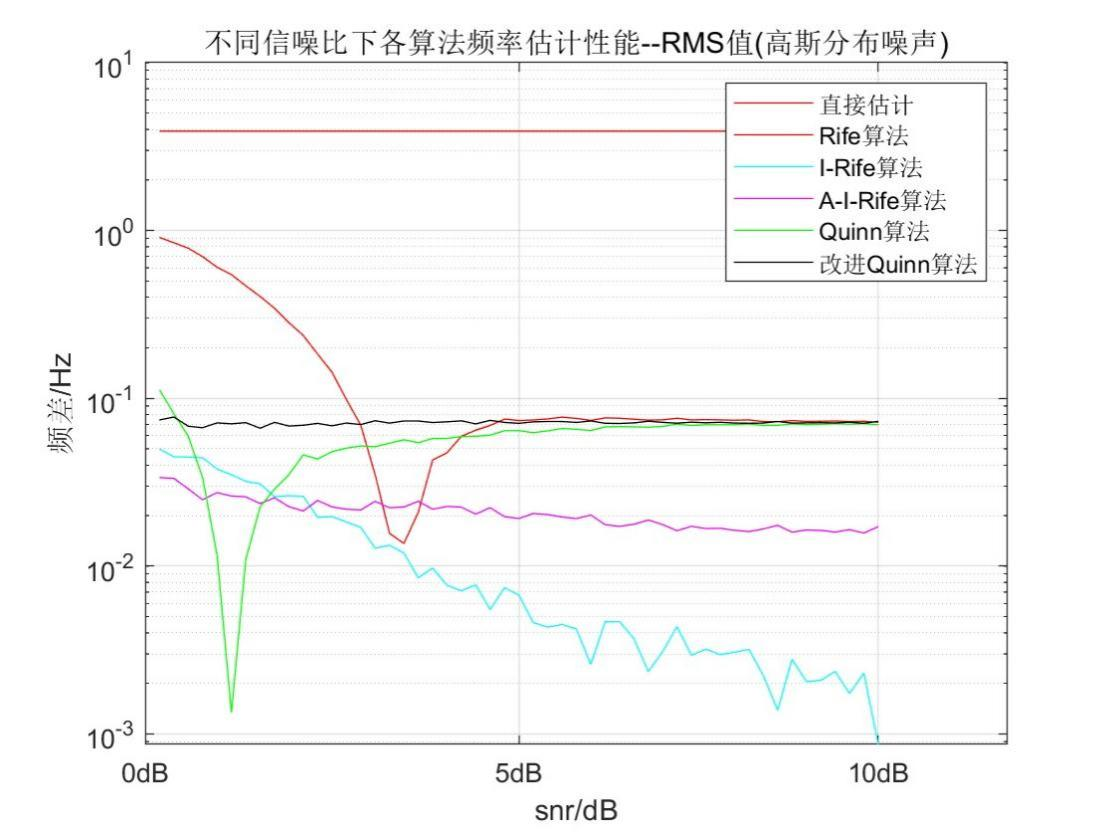 不同信噪比下各算法频率估计性能--RMS值(高斯分布噪声)
10^1
10^0
10^-1
10^-2
10^-3
频差/Hz
直接估计
Rife算法
I-Rife算法
A-I-Rife算法
Quinn算法
改进Quinn算法
0dB
5dB
10dB
snr/dB